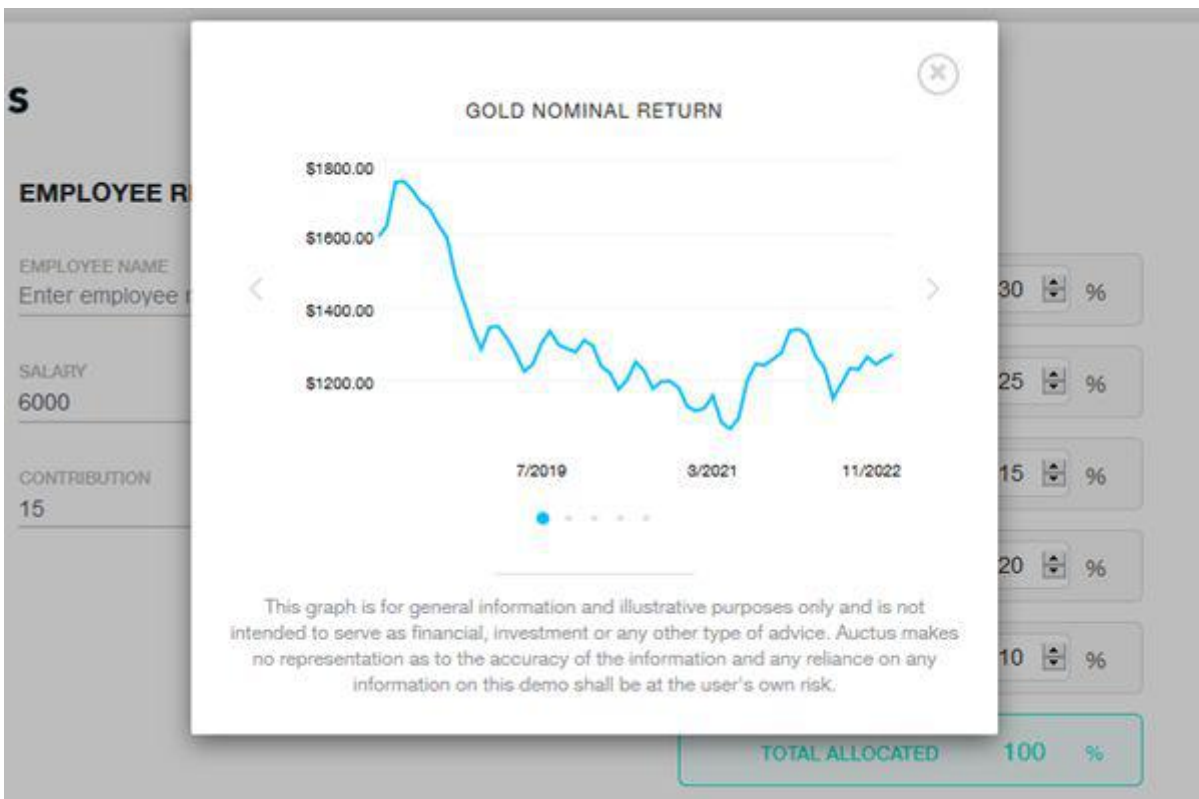 S
EMPLOYEE R
EMPLOYEE NAME
Enter employee
SALARY
6000
CONTRIBUTION
15
GOLD NOMINAL RETURN
$1800.00
$1600.00
$1400.00
$1200.00
7/2019 3/2021 11/2022
This graph is for general information and illustrative purposes only and is not
intended to serve as financial, investment or any other type of advice. Auctus makes
no representation as to the accuracy of the information and any reliance on any
information on this demo shall be at the user's own risk.
30 %
25 %
15 %
20 %
10 %
TOTAL ALLOCATED 100 %